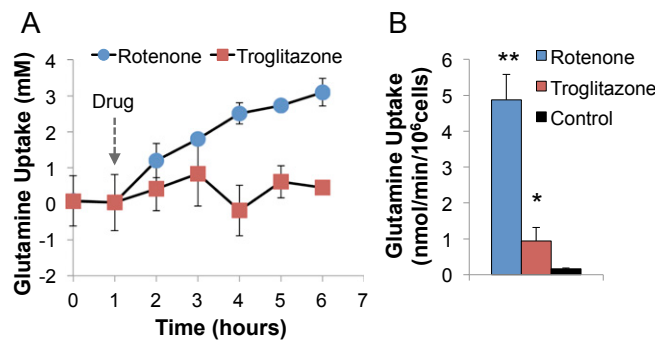 A
Rotenone Troglitazone
Drug
Glutamine Uptake (mM)
4
3
2
1
0
-1
-2
0 1 2 3 4 5 6 7
Time (hours)
B
Glutamine Uptake
(nmol/min/10⁶cells)
6
5
4
3
2
1
0
**
*
Rotenone
Troglitazone
Control